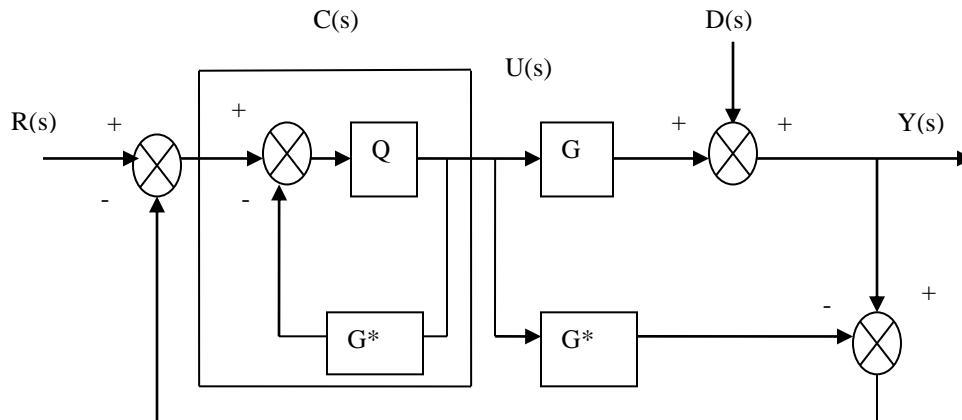 C(s)
D(s)
U(s)
R(s)
+
+
Q
G
+
+
Y(s)
-
-
G*
G*
-
+